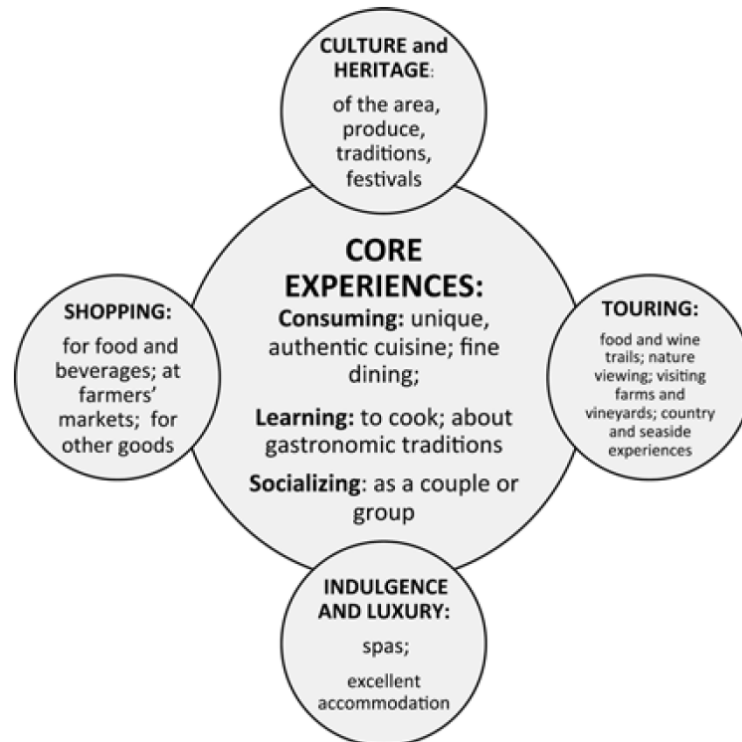 CULTURE and
HERITAGE:
of the area,
produce,
traditions,
festivals
CORE
EXPERIENCES:
Consuming: unique,
authentic cuisine; fine
dining;
Learning: to cook; about
gastronomic traditions
Socializing: as a couple or
group
SHOPPING:
for food and
beverages; at
farmers’
markets;  for
other goods
TOURING:
food and wine
trails; nature
viewing; visiting
farms and
vineyards; country
and seaside
experiences
INDULGENCE
AND LUXURY:
spas;
excellent
accommodation